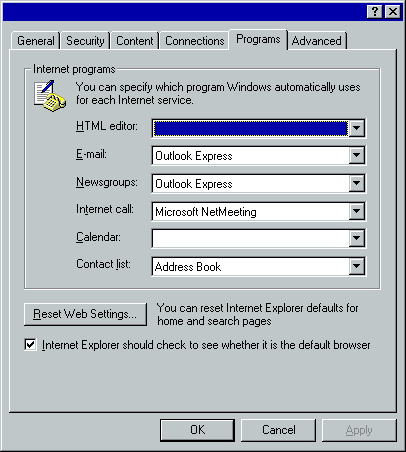 General Security Content Connections Programs Advanced
Internet programs
You can specify which program Windows automatically uses
for each Internet service.
HTML editor:
E-mail: Outlook Express
Newsgroups: Outlook Express
Internet call: Microsoft NetMeeting
Calendar:
Contact list: Address Book
Reset Web Settings... You can reset Internet Explorer defaults for
home and search pages
Internet Explorer should check to see whether it is the default browser
OK Cancel Apply